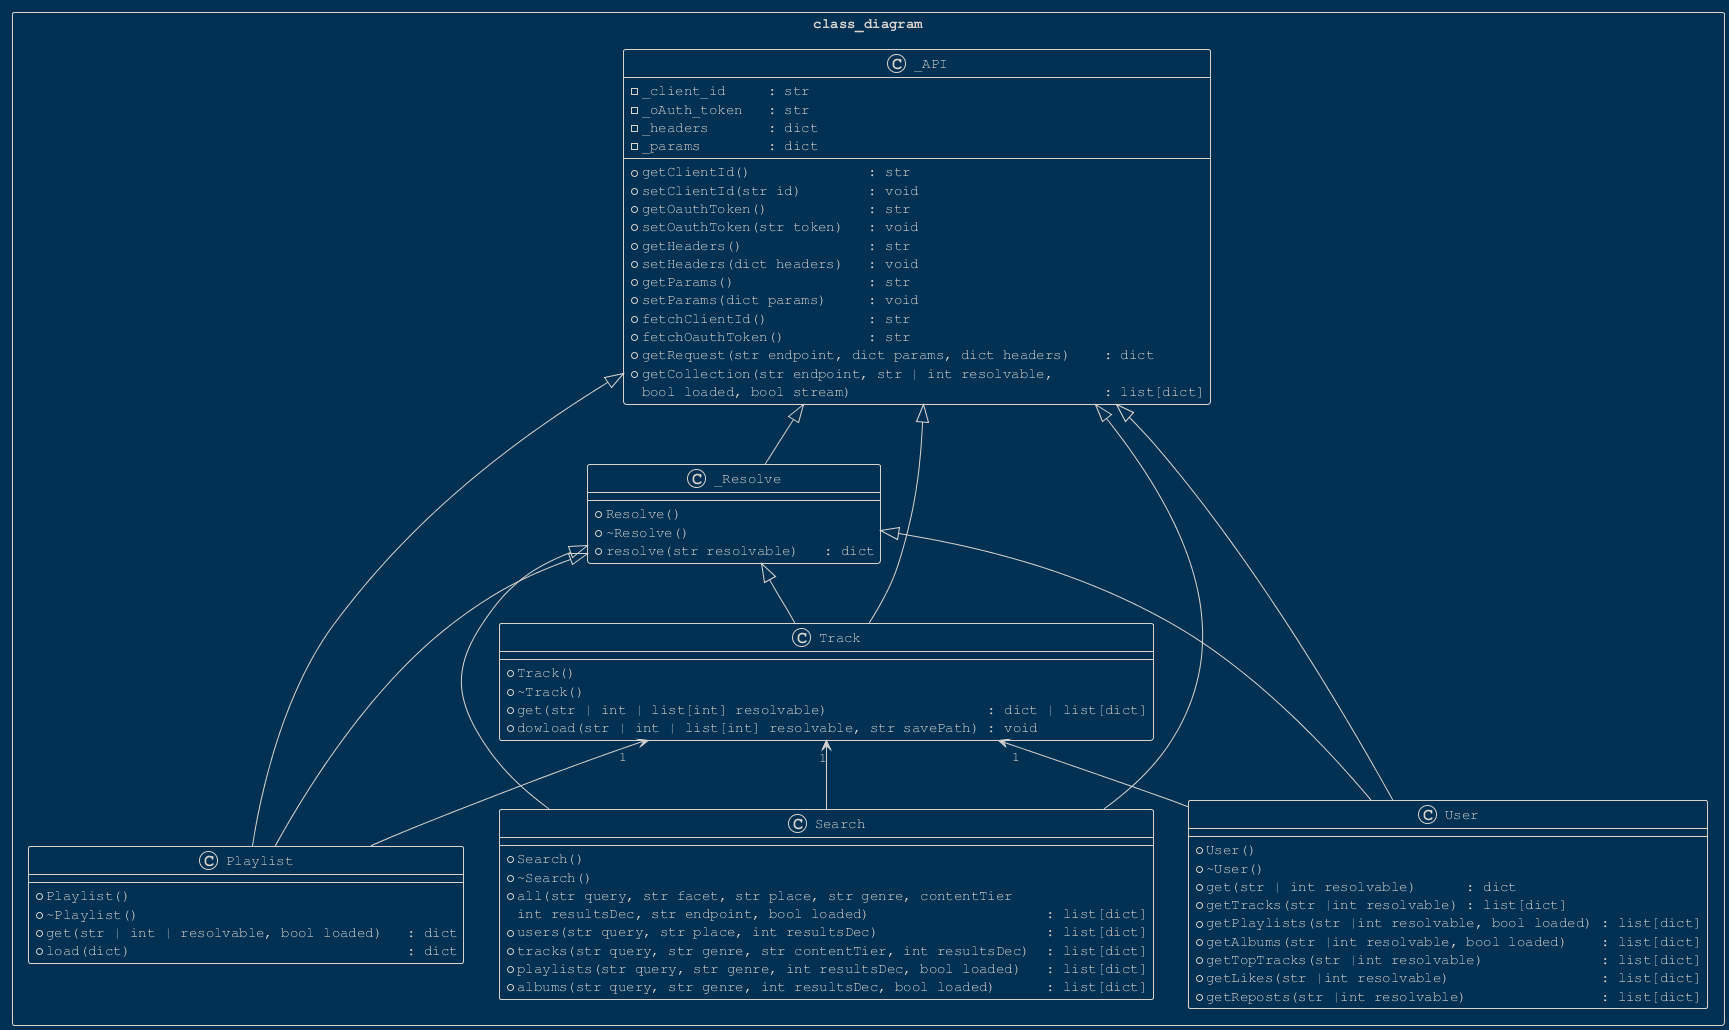 class_diagram
C _API
_client_id : str
_oAuth_token : str
_headers : dict
_params : dict
getClientId() : str
setClientId(str id) : void
getOauthToken() : str
setOauthToken(str token) : void
getHeaders() : str
setHeaders(dict headers) : void
getParams() : str
setParams(dict params) : void
fetchClientId() : str
fetchOauthToken() : str
getRequest(str endpoint, dict params, dict headers) : dict
getCollection(str endpoint, str | int resolvable,
bool loaded, bool stream) : list[dict]
C _Resolve
Resolve()
~Resolve()
resolve(str resolvable) : dict
C Track
Track()
~Track()
get(str | int | list[int] resolvable) : dict | list[dict]
dowload(str | int | list[int] resolvable, str savePath) : void
1
1
1
C Playlist
Playlist()
~Playlist()
get(str | int | resolvable, bool loaded) : dict
load(dict) : dict
C Search
Search()
~Search()
all(str query, str facet, str place, str genre, contentTier
int resultsDec, str endpoint, bool loaded) : list[dict]
users(str query, str place, int resultsDec) : list[dict]
tracks(str query, str genre, str contentTier, int resultsDec) : list[dict]
playlists(str query, str genre, int resultsDec, bool loaded) : list[dict]
albums(str query, str genre, int resultsDec, bool loaded) : list[dict]
C User
User()
~User()
get(str | int resolvable) : dict
getTracks(str |int resolvable) : list[dict]
getPlaylists(str |int resolvable, bool loaded) : list[dict]
getAlbums(str |int resolvable, bool loaded) : list[dict]
getTopTracks(str |int resolvable) : list[dict]
getLikes(str |int resolvable) : list[dict]
getReposts(str |int resolvable) : list[dict]